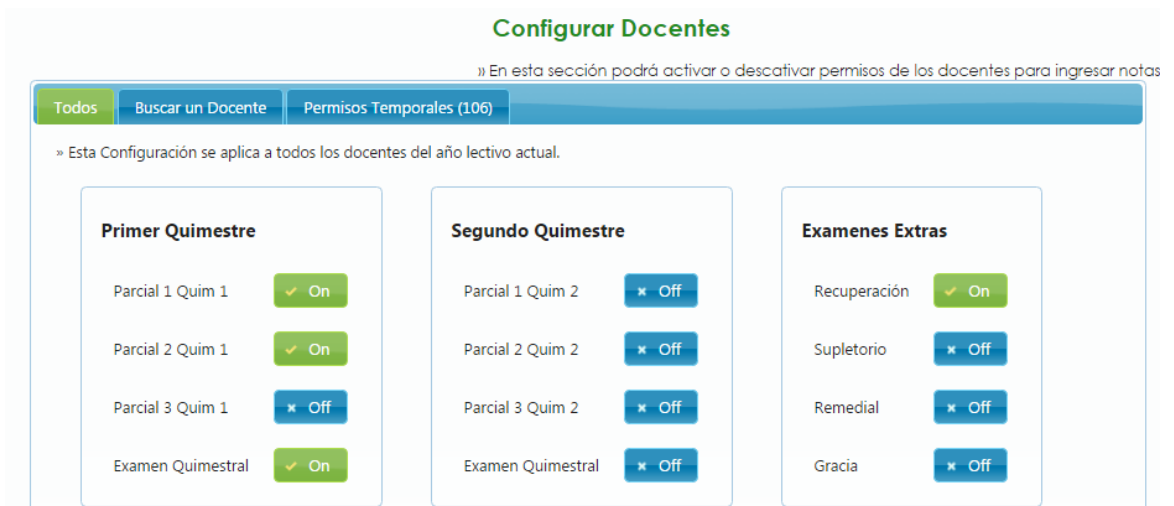 Configurar Docentes
» En esta sección podrá activar o descativar permisos de los docentes para ingresar notas
Todos Buscar un Docente Permisos Temporales (106)
» Esta Configuración se aplica a todos los docentes del año lectivo actual.
Primer Quimestre
Parcial 1 Quim 1 On
Parcial 2 Quim 1 On
Parcial 3 Quim 1 Off
Examen Quimestral On
Segundo Quimestre
Parcial 1 Quim 2 Off
Parcial 2 Quim 2 Off
Parcial 3 Quim 2 Off
Examen Quimestral Off
Examenes Extras
Recuperación On
Supletorio Off
Remedial Off
Gracia Off